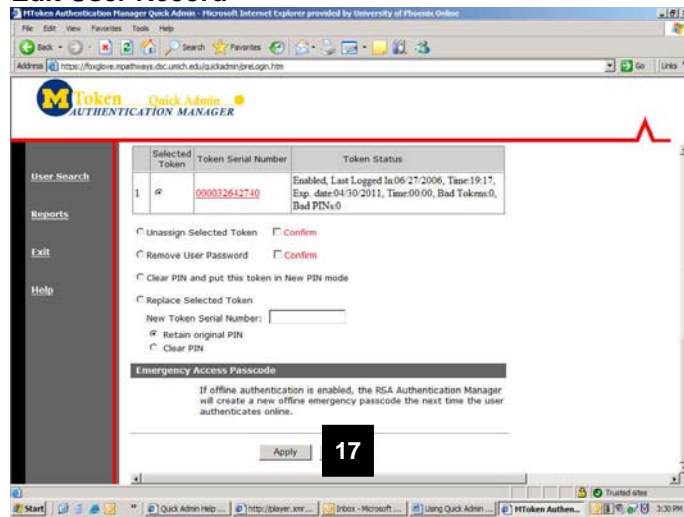 Edit User Record
MToken Authentication Manager Quick Admin - Microsoft Internet Explorer provided by University of Phoenix Online
File Edit View Favorites Tools Help
Back Search Favorites
Address https://foxglove.mpathways.dsc.umich.edu/quickadmin/preLogin.htm Go Links
M Token Quick Admin
AUTHENTICATION MANAGER
User Search
Reports
Exit
Help
Selected Token Token Serial Number Token Status
1 000032642740 Enabled, Last Logged In:06/27/2006, Time:19:17,
Exp. date:04/30/2011, Time:00:00, Bad Tokens:0,
Bad PINs:0
Unassign Selected Token Confirm
Remove User Password Confirm
Clear PIN and put this token in New PIN mode
Replace Selected Token
New Token Serial Number:
Retain original PIN
Clear PIN
Emergency Access Passcode
If offline authentication is enabled, the RSA Authentication Manager
will create a new offline emergency passcode the next time the user
authenticates online.
Apply 17
Trusted sites
Start Quick Admin Help ... http://player.xmr... Inbox - Microsoft ... Using Quick Admin ... MToken Authen... 3:30 PM